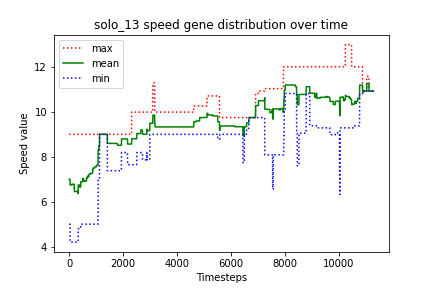 solo_13 speed gene distribution over time
max
mean
min
Speed value
12
10
8
6
4
0
2000
4000
6000
8000
10000
Timesteps